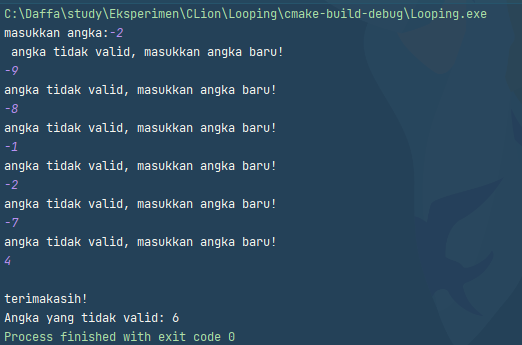 C:\Daffa\study\Eksperimen\CLion\Looping\cmake-build-debug\Looping.exe
masukkan angka:-2
 angka tidak valid, masukkan angka baru!
-9
angka tidak valid, masukkan angka baru!
-8
angka tidak valid, masukkan angka baru!
-1
angka tidak valid, masukkan angka baru!
-2
angka tidak valid, masukkan angka baru!
-7
angka tidak valid, masukkan angka baru!
4
terimakasih!
Angka yang tidak valid: 6
Process finished with exit code 0